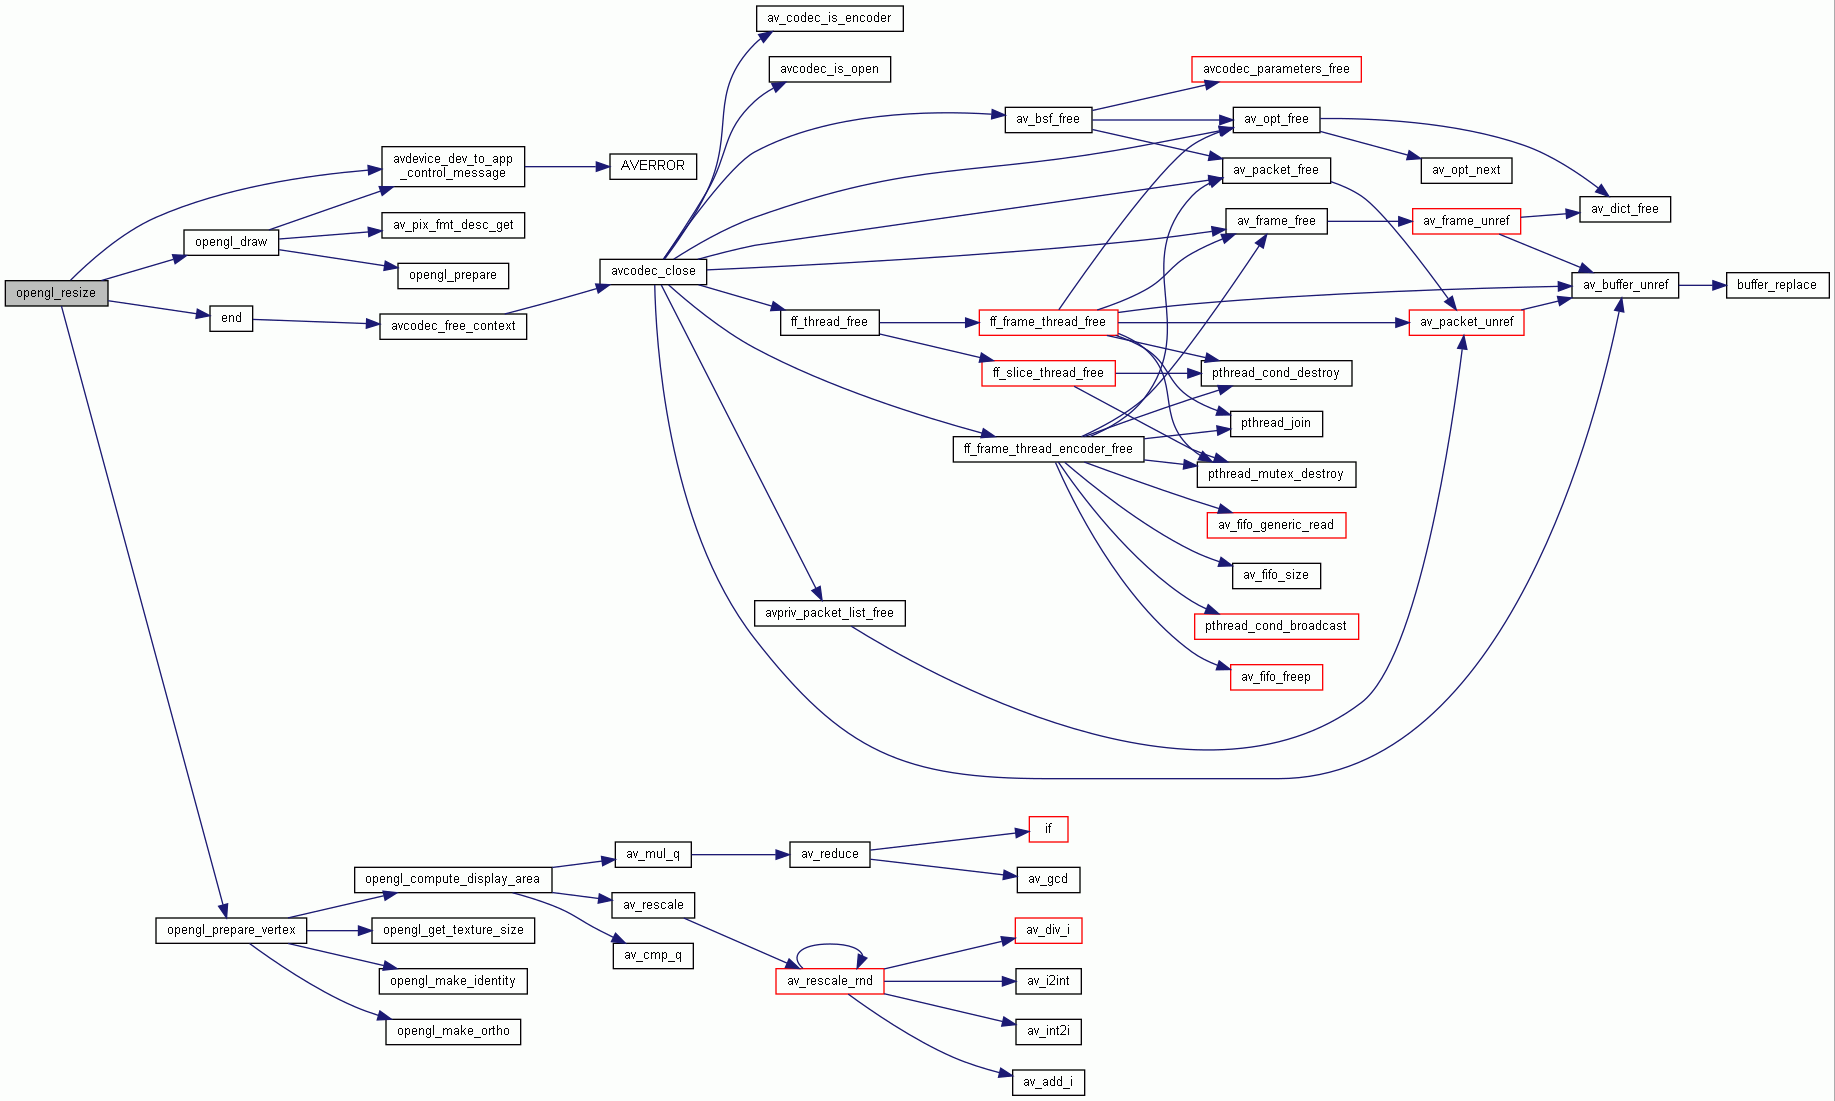 av_codec_is_encoder
avcodec_is_open
avcodec_parameters_free
av_bsf_free
av_opt_free
avdevice_dev_to_app
_control_message
AVERROR
av_packet_free
av_opt_next
av_dict_free
av_pix_fmt_desc_get
av_frame_free
av_frame_unref
opengl_draw
opengl_prepare
avcodec_close
av_buffer_unref
buffer_replace
opengl_resize
end
avcodec_free_context
ff_thread_free
ff_frame_thread_free
av_packet_unref
ff_slice_thread_free
pthread_cond_destroy
pthread_join
ff_frame_thread_encoder_free
pthread_mutex_destroy
av_fifo_generic_read
av_fifo_size
avpriv_packet_list_free
pthread_cond_broadcast
av_fifo_freep
if
av_mul_q
av_reduce
opengl_compute_display_area
av_gcd
av_rescale
opengl_prepare_vertex
opengl_get_texture_size
av_div_i
av_cmp_q
opengl_make_identity
av_rescale_rnd
av_i2int
opengl_make_ortho
av_int2i
av_add_i